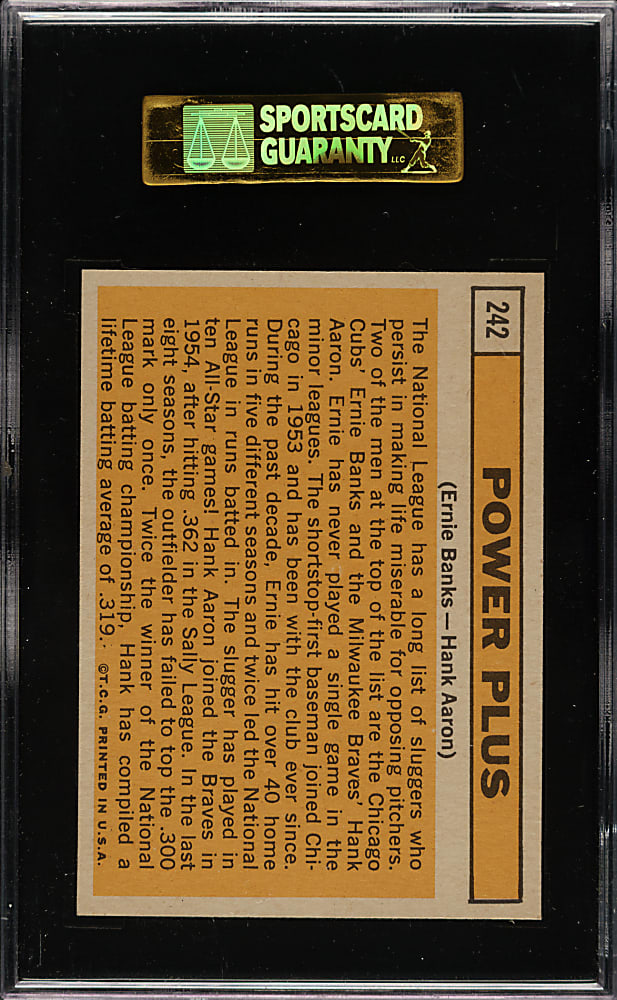 SPORTSCARD
GUARANTY LLC
242
POWER PLUS
(Ernie Banks — Hank Aaron)
The National League has a long list of sluggers who
persist in making life miserable for opposing pitchers.
Two of the men at the top of the list are the Chicago
Cubs' Ernie Banks and the Milwaukee Braves' Hank
Aaron. Ernie has never played a single game in the
minor leagues. The shortstop-first baseman joined Chi-
cago in 1953 and has been with the club ever since.
During the past decade, Ernie has hit over 40 home
runs in five different seasons and twice led the National
League in runs batted in. The slugger has played in
ten All-Star games! Hank Aaron joined the Braves in
1954, after hitting .362 in the Sally League. In the last
eight seasons, the outfielder has failed to top the .300
mark only once. Twice the winner of the National
League batting championship, Hank has compiled a
lifetime batting average of .319. ©T.C.G. PRINTED IN U.S.A.